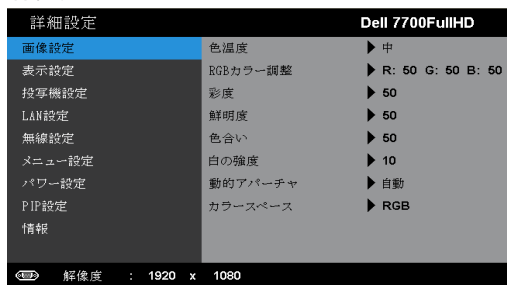 詳細設定 Dell 7700FullHD
画像設定 色温度 ▶ 中
表示設定 RGBカラー調整 ▶ R: 50 G: 50 B: 50
投写機設定 彩度 ▶ 50
LAN設定 鮮明度 ▶ 50
無線設定 色合い ▶ 50
メニュー設定 白の強度 ▶ 10
パワー設定 動的アパーチャ ▶ 自動
PIP設定 カラースペース ▶ RGB
情報
解像度 : 1920 x 1080